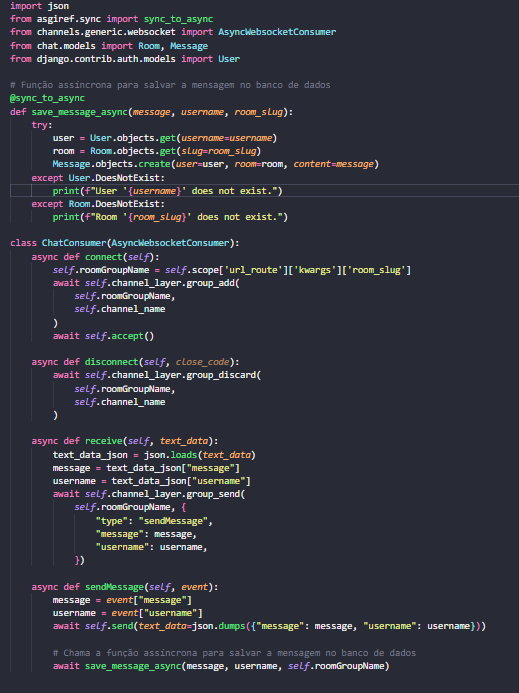 import json
from asgiref.sync import sync_to_async
from channels.generic.websocket import AsyncWebsocketConsumer
from chat.models import Room, Message
from django.contrib.auth.models import User

# Função assíncrona para salvar a mensagem no banco de dados
@sync_to_async
def save_message_async(message, username, room_slug):
    try:
        user = User.objects.get(username=username)
        room = Room.objects.get(slug=room_slug)
        Message.objects.create(user=user, room=room, content=message)
    except User.DoesNotExist:
        print(f"User '{username}' does not exist.")
    except Room.DoesNotExist:
        print(f"Room '{room_slug}' does not exist.")

class ChatConsumer(AsyncWebsocketConsumer):
    async def connect(self):
        self.roomGroupName = self.scope['url_route']['kwargs']['room_slug']
        await self.channel_layer.group_add(
            self.roomGroupName,
            self.channel_name
        )
        await self.accept()

    async def disconnect(self, close_code):
        await self.channel_layer.group_discard(
            self.roomGroupName,
            self.channel_name
        )

    async def receive(self, text_data):
        text_data_json = json.loads(text_data)
        message = text_data_json["message"]
        username = text_data_json["username"]
        await self.channel_layer.group_send(
            self.roomGroupName, {
                "type": "sendMessage",
                "message": message,
                "username": username,
            })

    async def sendMessage(self, event):
        message = event["message"]
        username = event["username"]
        await self.send(text_data=json.dumps({"message": message, "username": username}))

        # Chama a função assíncrona para salvar a mensagem no banco de dados
        await save_message_async(message, username, self.roomGroupName)